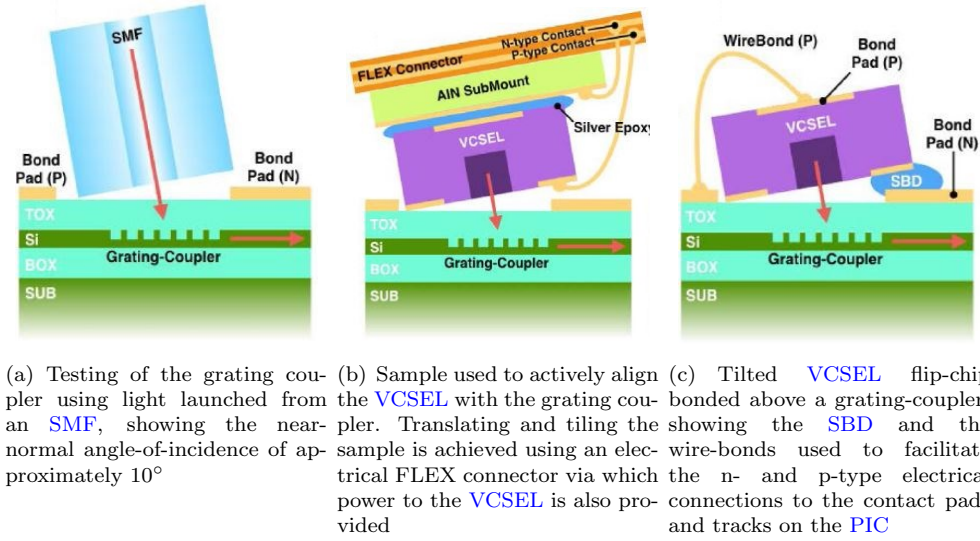 SMF
Bond
Pad (P)
Bond
Pad (N)
TOX
Si
Grating-Coupler
BOX
SUB
N-type Contact
P-type Contact
FLEX Connector
AlN SubMount
Silver Epoxy
VCSEL
TOX
Si
Grating-Coupler
BOX
SUB
WireBond (P)
Bond
Pad (P)
VCSEL
Bond
Pad (N)
SBD
TOX
Si
Grating-Coupler
BOX
SUB
(a) Testing of the grating cou-
pler using light launched from
an SMF, showing the near-
normal angle-of-incidence of ap-
proximately 10°
(b) Sample used to actively align
the VCSEL with the grating cou-
pler. Translating and tiling the
sample is achieved using an elec-
trical FLEX connector via which
power to the VCSEL is also pro-
vided
(c) Tilted VCSEL flip-chip
bonded above a grating-coupler
showing the SBD and th
wire-bonds used to facilitat
the n- and p-type electrica
connections to the contact pad
and tracks on the PIC